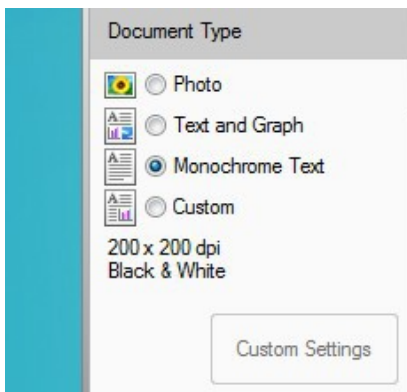 Document Type
Photo
Text and Graph
Monochrome Text
Custom
200 x 200 dpi
Black & White
Custom Settings